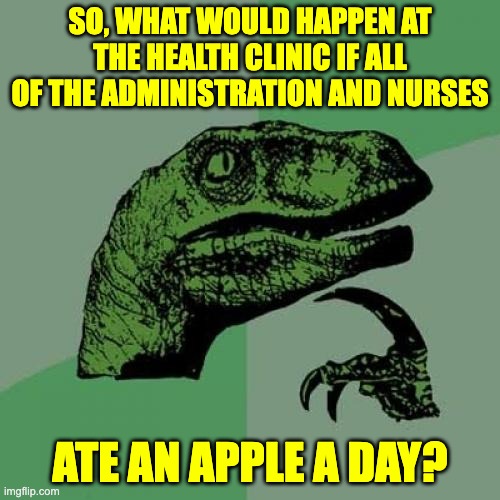 SO, WHAT WOULD HAPPEN AT
THE HEALTH CLINIC IF ALL
OF THE ADMINISTRATION AND NURSES
ATE AN APPLE A DAY?
imgflip.com